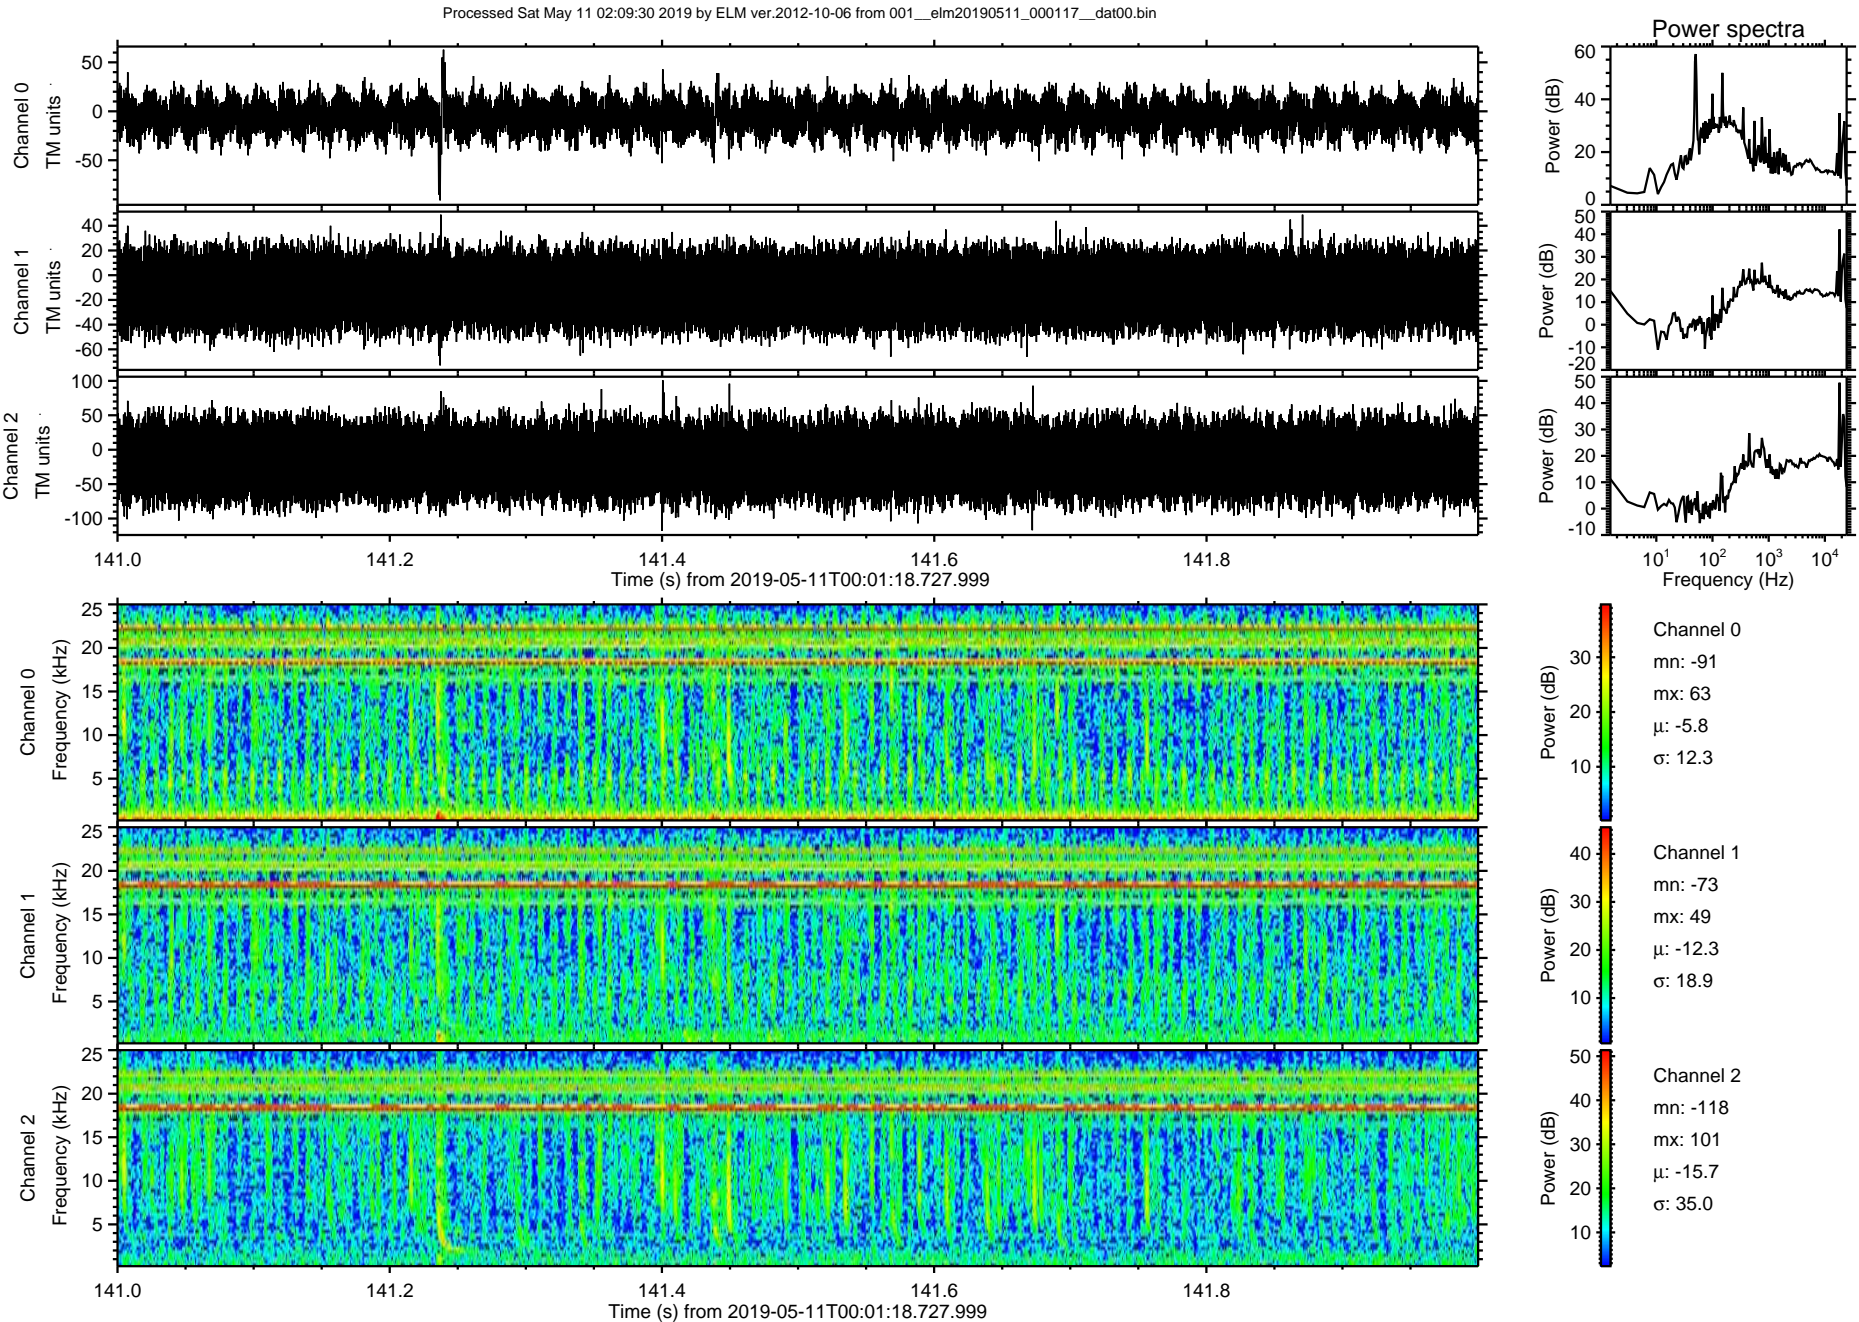 Processed Sat May 11 02:09:30 2019 by ELM ver.2012-10-06 from 001__elm20190511_000117__dat00.bin
Power spectra
Channel 0
TM units
50
0
-50
Power (dB)
60
40
20
0
Channel 1
TM units
40
20
0
-20
-40
-60
Power (dB)
50
40
30
20
10
0
-10
-20
Channel 2
TM units
100
50
0
-50
-100
Power (dB)
50
40
30
20
10
0
-10
141.0 141.2 141.4 141.6 141.8
Time (s) from 2019-05-11T00:01:18.727.999
10^1 10^2 10^3 10^4
Frequency (Hz)
Channel 0
Frequency (kHz)
25
20
15
10
5
Power (dB)
30
20
10
Channel 0
mn: -91
mx: 63
μ: -5.8
σ: 12.3
Channel 1
Frequency (kHz)
25
20
15
10
5
Power (dB)
40
30
20
10
Channel 1
mn: -73
mx: 49
μ: -12.3
σ: 18.9
Channel 2
Frequency (kHz)
25
20
15
10
5
Power (dB)
50
40
30
20
10
Channel 2
mn: -118
mx: 101
μ: -15.7
σ: 35.0
141.0 141.2 141.4 141.6 141.8
Time (s) from 2019-05-11T00:01:18.727.999